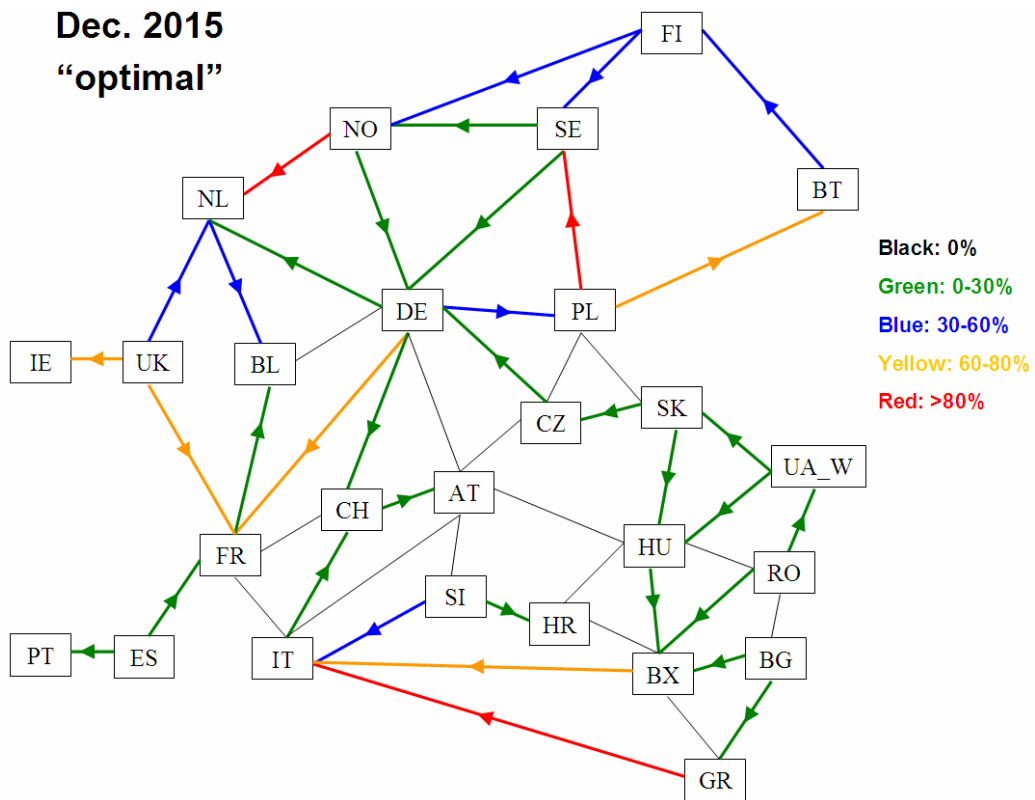 Dec. 2015
“optimal”
FI
NO
SE
NL
BT
Black: 0%
Green: 0-30%
DE
PL
Blue: 30-60%
IE
UK
BL
Yellow: 60-80%
Red: >80%
SK
CZ
UA_W
AT
CH
HU
FR
RO
SI
HR
PT
ES
IT
BX
BG
GR